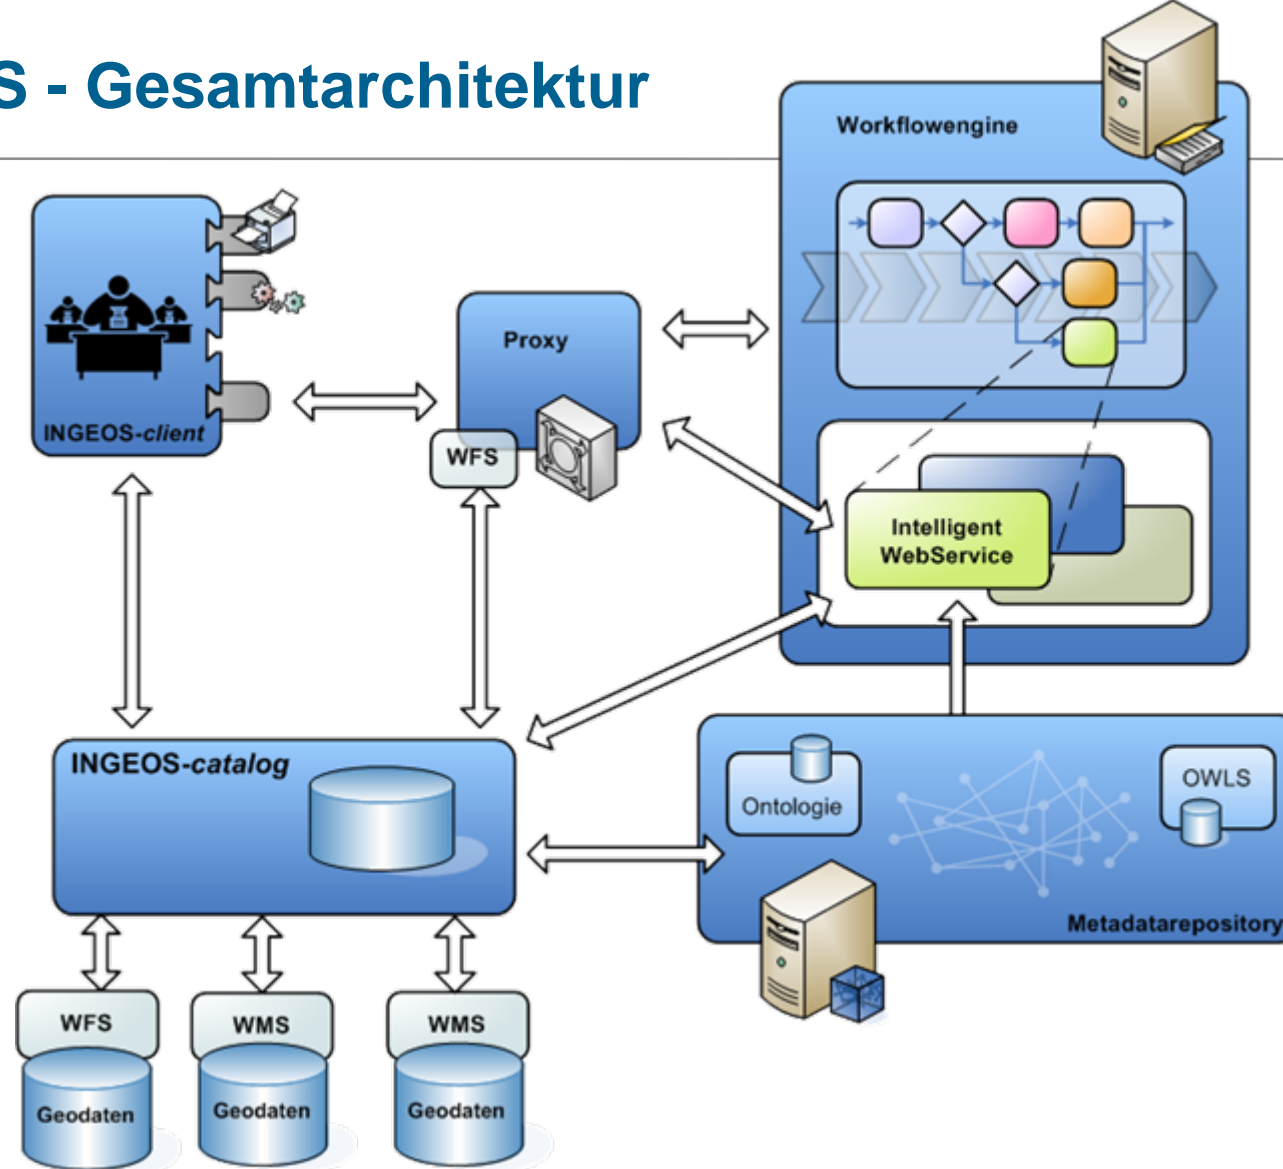 S - Gesamtarchitektur
Workflowengine
INGEOS-client
Proxy
WFS
Intelligent
WebService
INGEOS-catalog
Ontologie
OWLS
Metadatarepository
WFS
WMS
WMS
Geodaten
Geodaten
Geodaten